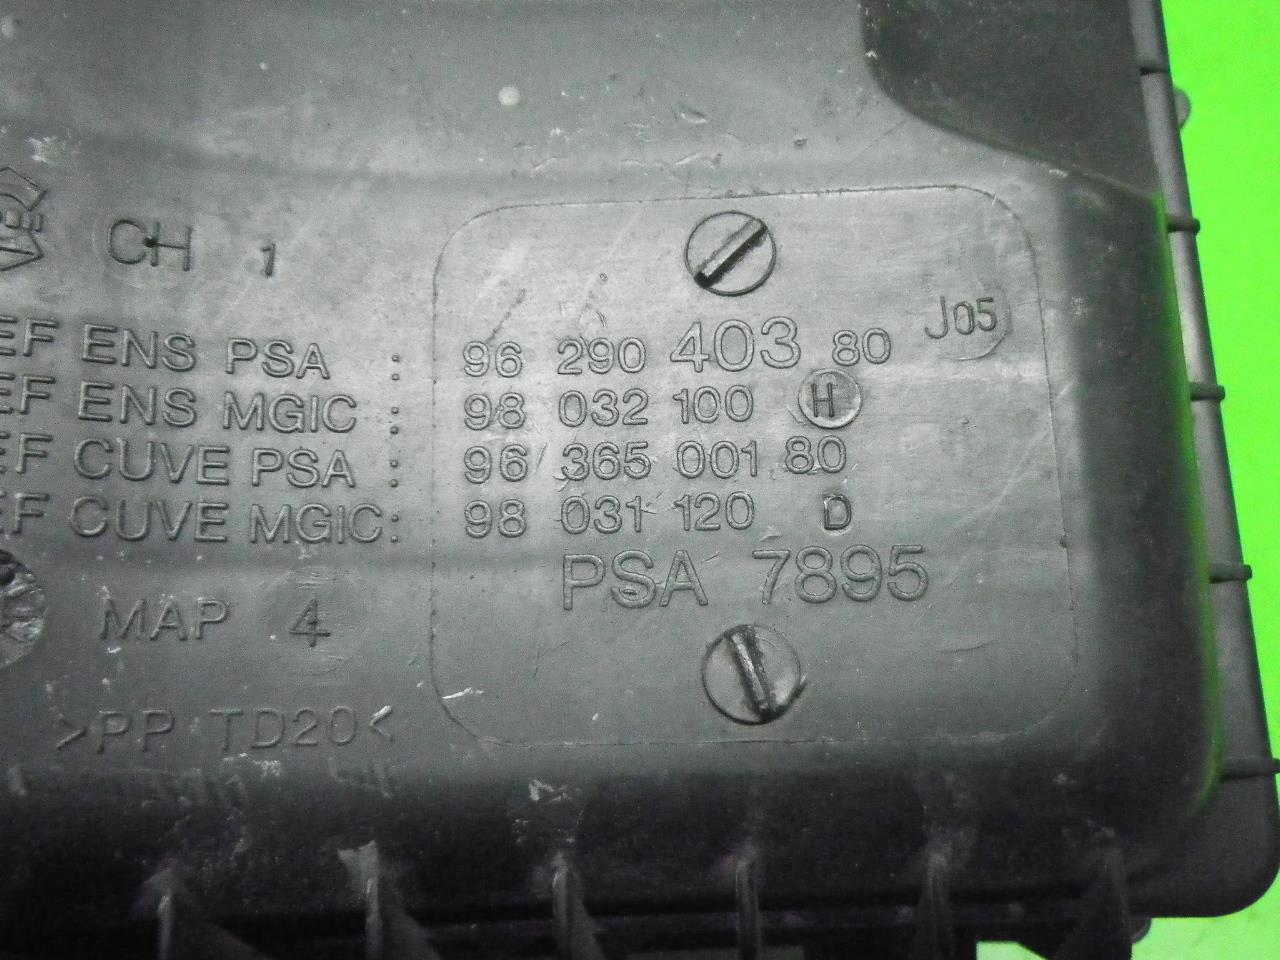 CH 1
J05
EF ENS PSA : 96 290 403 80
EF ENS MGIC : 98 032 100 H
EF CUVE PSA : 96 365 001 80
EF CUVE MGIC : 98 031 120 D
PSA 7895
MAP 4
>PP TD20<